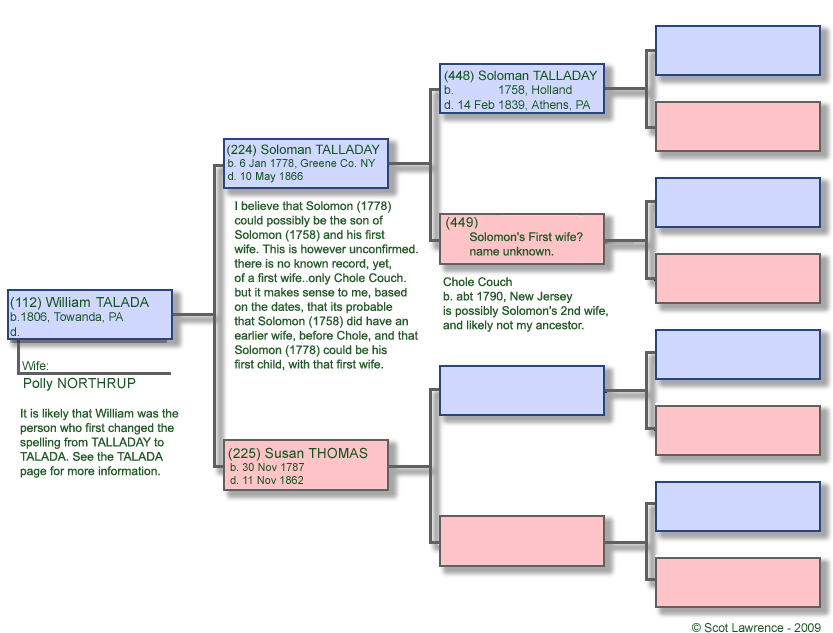 (448) Soloman TALLADAY
b. 1758, Holland
d. 14 Feb 1839, Athens, PA
(224) Soloman TALLADAY
b. 6 Jan 1778, Greene Co. NY
d. 10 May 1866
I believe that Solomon (1778)
could possibly be the son of
Solomon (1758) and his first
wife. This is however unconfirmed.
there is no known record, yet,
of a first wife..only Chole Couch.
but it makes sense to me, based
on the dates, that its probable
that Solomon (1758) did have an
earlier wife, before Chole, and that
Solomon (1778) could be his
first child, with that first wife.
(449)
Solomon's First wife?
name unknown.
Chole Couch
b. abt 1790, New Jersey
is possibly Solomon's 2nd wife,
and likely not my ancestor.
(112) William TALADA
b.1806, Towanda, PA
d.
Wife:
Polly NORTHRUP
It is likely that William was the
person who first changed the
spelling from TALLADAY to
TALADA. See the TALADA
page for more information.
(225) Susan THOMAS
b. 30 Nov 1787
d. 11 Nov 1862
© Scot Lawrence - 2009